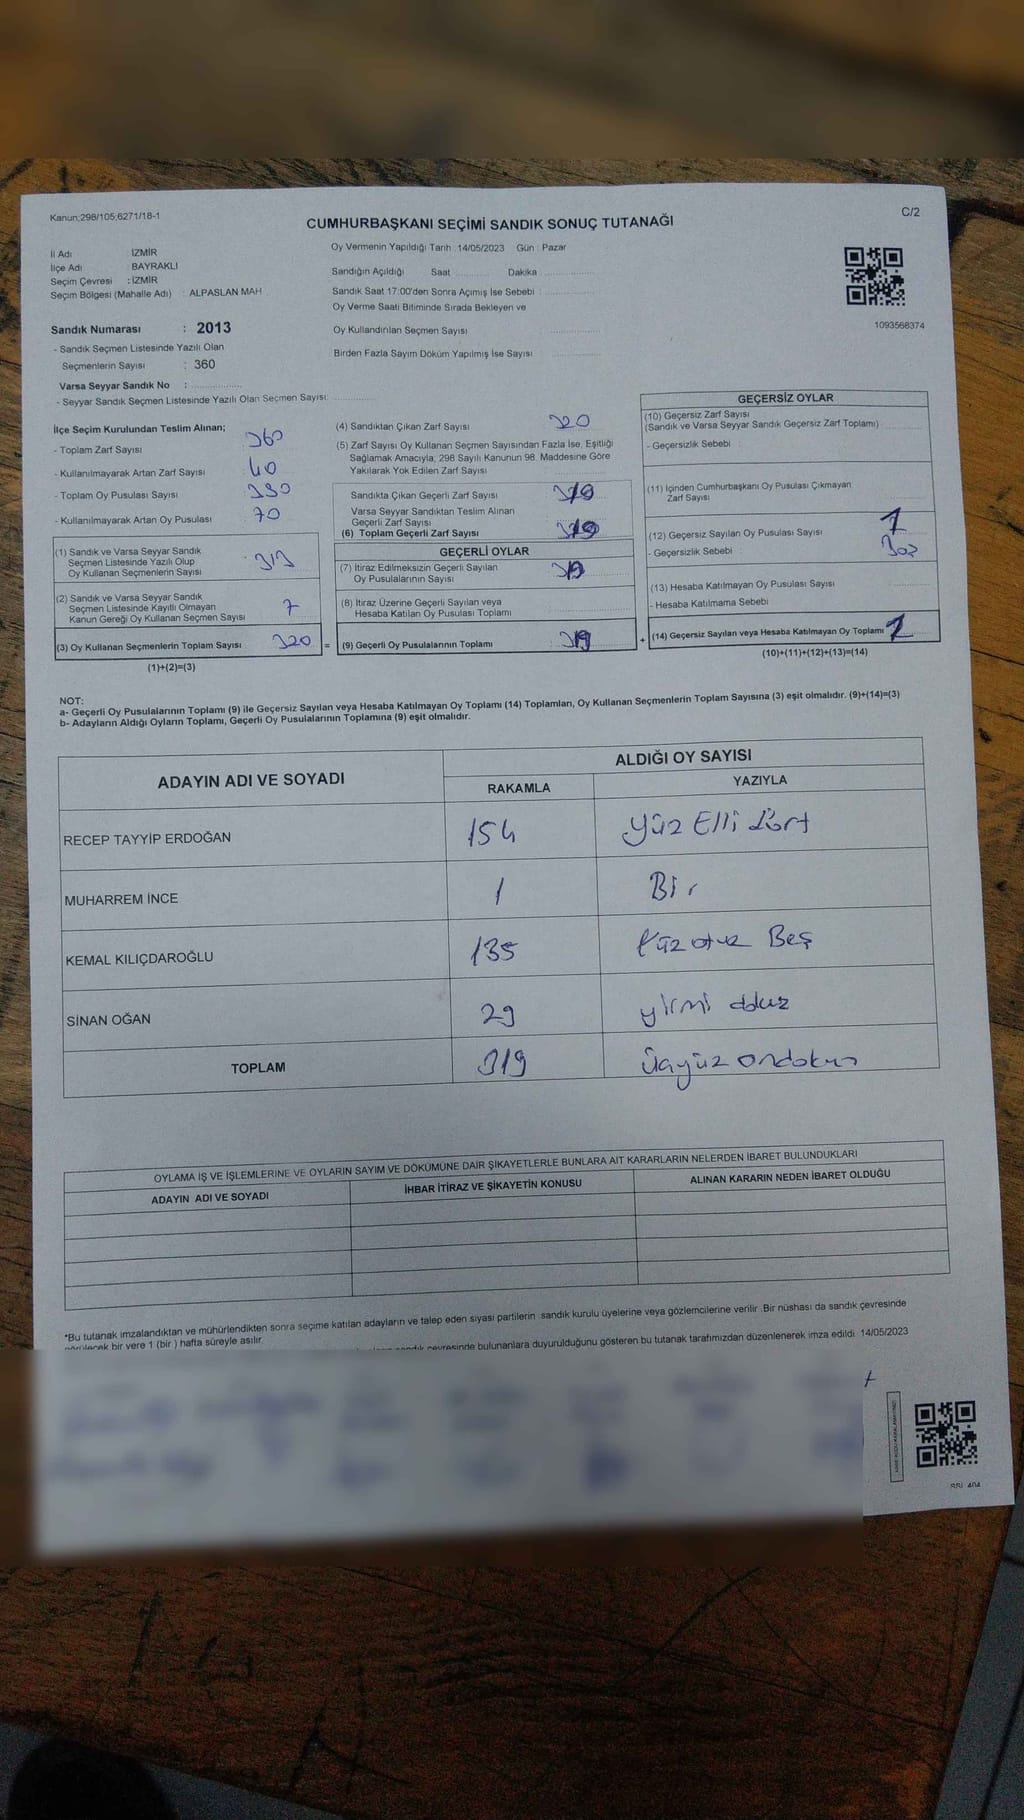 Kanun;298/105;6271/18-1
C/2
CUMHURBAŞKANI SEÇİMİ SANDIK SONUÇ TUTANAĞI
İl Adı İZMİR
İlçe Adı BAYRAKLI
Seçim Çevresi : İZMİR
Seçim Bölgesi (Mahalle Adı) : ALPASLAN MAH
Sandık Numarası : 2013
- Sandık Seçmen Listesinde Yazılı Olan
Seçmenlerin Sayısı : 360
Varsa Seyyar Sandık No :
- Seyyar Sandık Seçmen Listesinde Yazılı Olan Seçmen Sayısı:
Oy Vermenin Yapıldığı Tarih 14/05/2023 Gün : Pazar
Sandığın Açıldığı Saat Dakika
Sandık Saat 17:00'den Sonra Açımış İse Sebebi :
Oy Verme Saati Bitiminde Sırada Bekleyen ve
Oy Kullandırılan Seçmen Sayısı
Birden Fazla Sayım Döküm Yapılmış İse Sayısı
1093568374
İlçe Seçim Kurulundan Teslim Alınan;
- Toplam Zarf Sayısı 360
- Kullanılmayarak Artan Zarf Sayısı 40
- Toplam Oy Pusulası Sayısı 390
- Kullanılmayarak Artan Oy Pusulası 70
(1) Sandık ve Varsa Seyyar Sandık
Seçmen Listesinde Yazılı Olup
Oy Kullanan Seçmenlerin Sayısı 313
(2) Sandık ve Varsa Seyyar Sandık
Seçmen Listesinde Kayıtlı Olmayan
Kanun Gereği Oy Kullanan Seçmen Sayısı 7
(3) Oy Kullanan Seçmenlerin Toplam Sayısı 320 =
(1)+(2)=(3)
(4) Sandıktan Çıkan Zarf Sayısı 320
(5) Zarf Sayısı Oy Kullanan Seçmen Sayısından Fazla İse, Eşitliği
Sağlamak Amacıyla; 298 Sayılı Kanunun 98. Maddesine Göre
Yakılarak Yok Edilen Zarf Sayısı
Sandıkta Çıkan Geçerli Zarf Sayısı 319
Varsa Seyyar Sandıktan Teslim Alınan
Geçerli Zarf Sayısı
(6) Toplam Geçerli Zarf Sayısı 319
GEÇERLİ OYLAR
(7) İtiraz Edilmeksizin Geçerli Sayılan
Oy Pusulalarının Sayısı 319
(8) İtiraz Üzerine Geçerli Sayılan veya
Hesaba Katılan Oy Pusulası Toplamı
(9) Geçerli Oy Pusulalarının Toplamı 319 +
GEÇERSİZ OYLAR
(10) Geçersiz Zarf Sayısı
(Sandık ve Varsa Seyyar Sandık Geçersiz Zarf Toplamı)
- Geçersizlik Sebebi :
(11) İçinden Cumhurbaşkanı Oy Pusulası Çıkmayan
Zarf Sayısı
(12) Geçersiz Sayılan Oy Pusulası Sayısı 1
- Geçersizlik Sebebi : Boş
(13) Hesaba Katılmayan Oy Pusulası Sayısı
- Hesaba Katılmama Sebebi
(14) Geçersiz Sayılan veya Hesaba Katılmayan Oy Toplamı 1
(10)+(11)+(12)+(13)=(14)
NOT:
a- Geçerli Oy Pusulalarının Toplamı (9) ile Geçersiz Sayılan veya Hesaba Katılmayan Oy Toplamı (14) Toplamları, Oy Kullanan Seçmenlerin Toplam Sayısına (3) eşit olmalıdır. (9)+(14)=(3)
b- Adayların Aldığı Oyların Toplamı, Geçerli Oy Pusulalarının Toplamına (9) eşit olmalıdır.
ADAYIN ADI VE SOYADI ALDIĞI OY SAYISI
RAKAMLA YAZIYLA
RECEP TAYYİP ERDOĞAN 154 Yüz Elli Dört
MUHARREM İNCE 1 Bir
KEMAL KILIÇDAROĞLU 135 Yüz otuz Beş
SİNAN OĞAN 29 yirmi dokuz
TOPLAM 319 Üçyüz ondokuz
OYLAMA İŞ VE İŞLEMLERİNE VE OYLARIN SAYIM VE DÖKÜMÜNE DAİR ŞİKAYETLERLE BUNLARA AİT KARARLARIN NELERDEN İBARET BULUNDUKLARI
ADAYIN ADI VE SOYADI İHBAR İTİRAZ VE ŞİKAYETİN KONUSU ALINAN KARARIN NEDEN İBARET OLDUĞU
*Bu tutanak imzalandıktan ve mühürlendikten sonra seçime katılan adayların ve talep eden siyasi partilerin sandık kurulu üyelerine veya gözlemcilerine verilir. Bir nüshası da sandık çevresinde
görülecek bir yere 1 (bir ) hafta süreyle asılır.
sandık çevresinde bulunanlara duyurulduğunu gösteren bu tutanak tarafımızdan düzenlenerek imza edildi. 14/05/2023